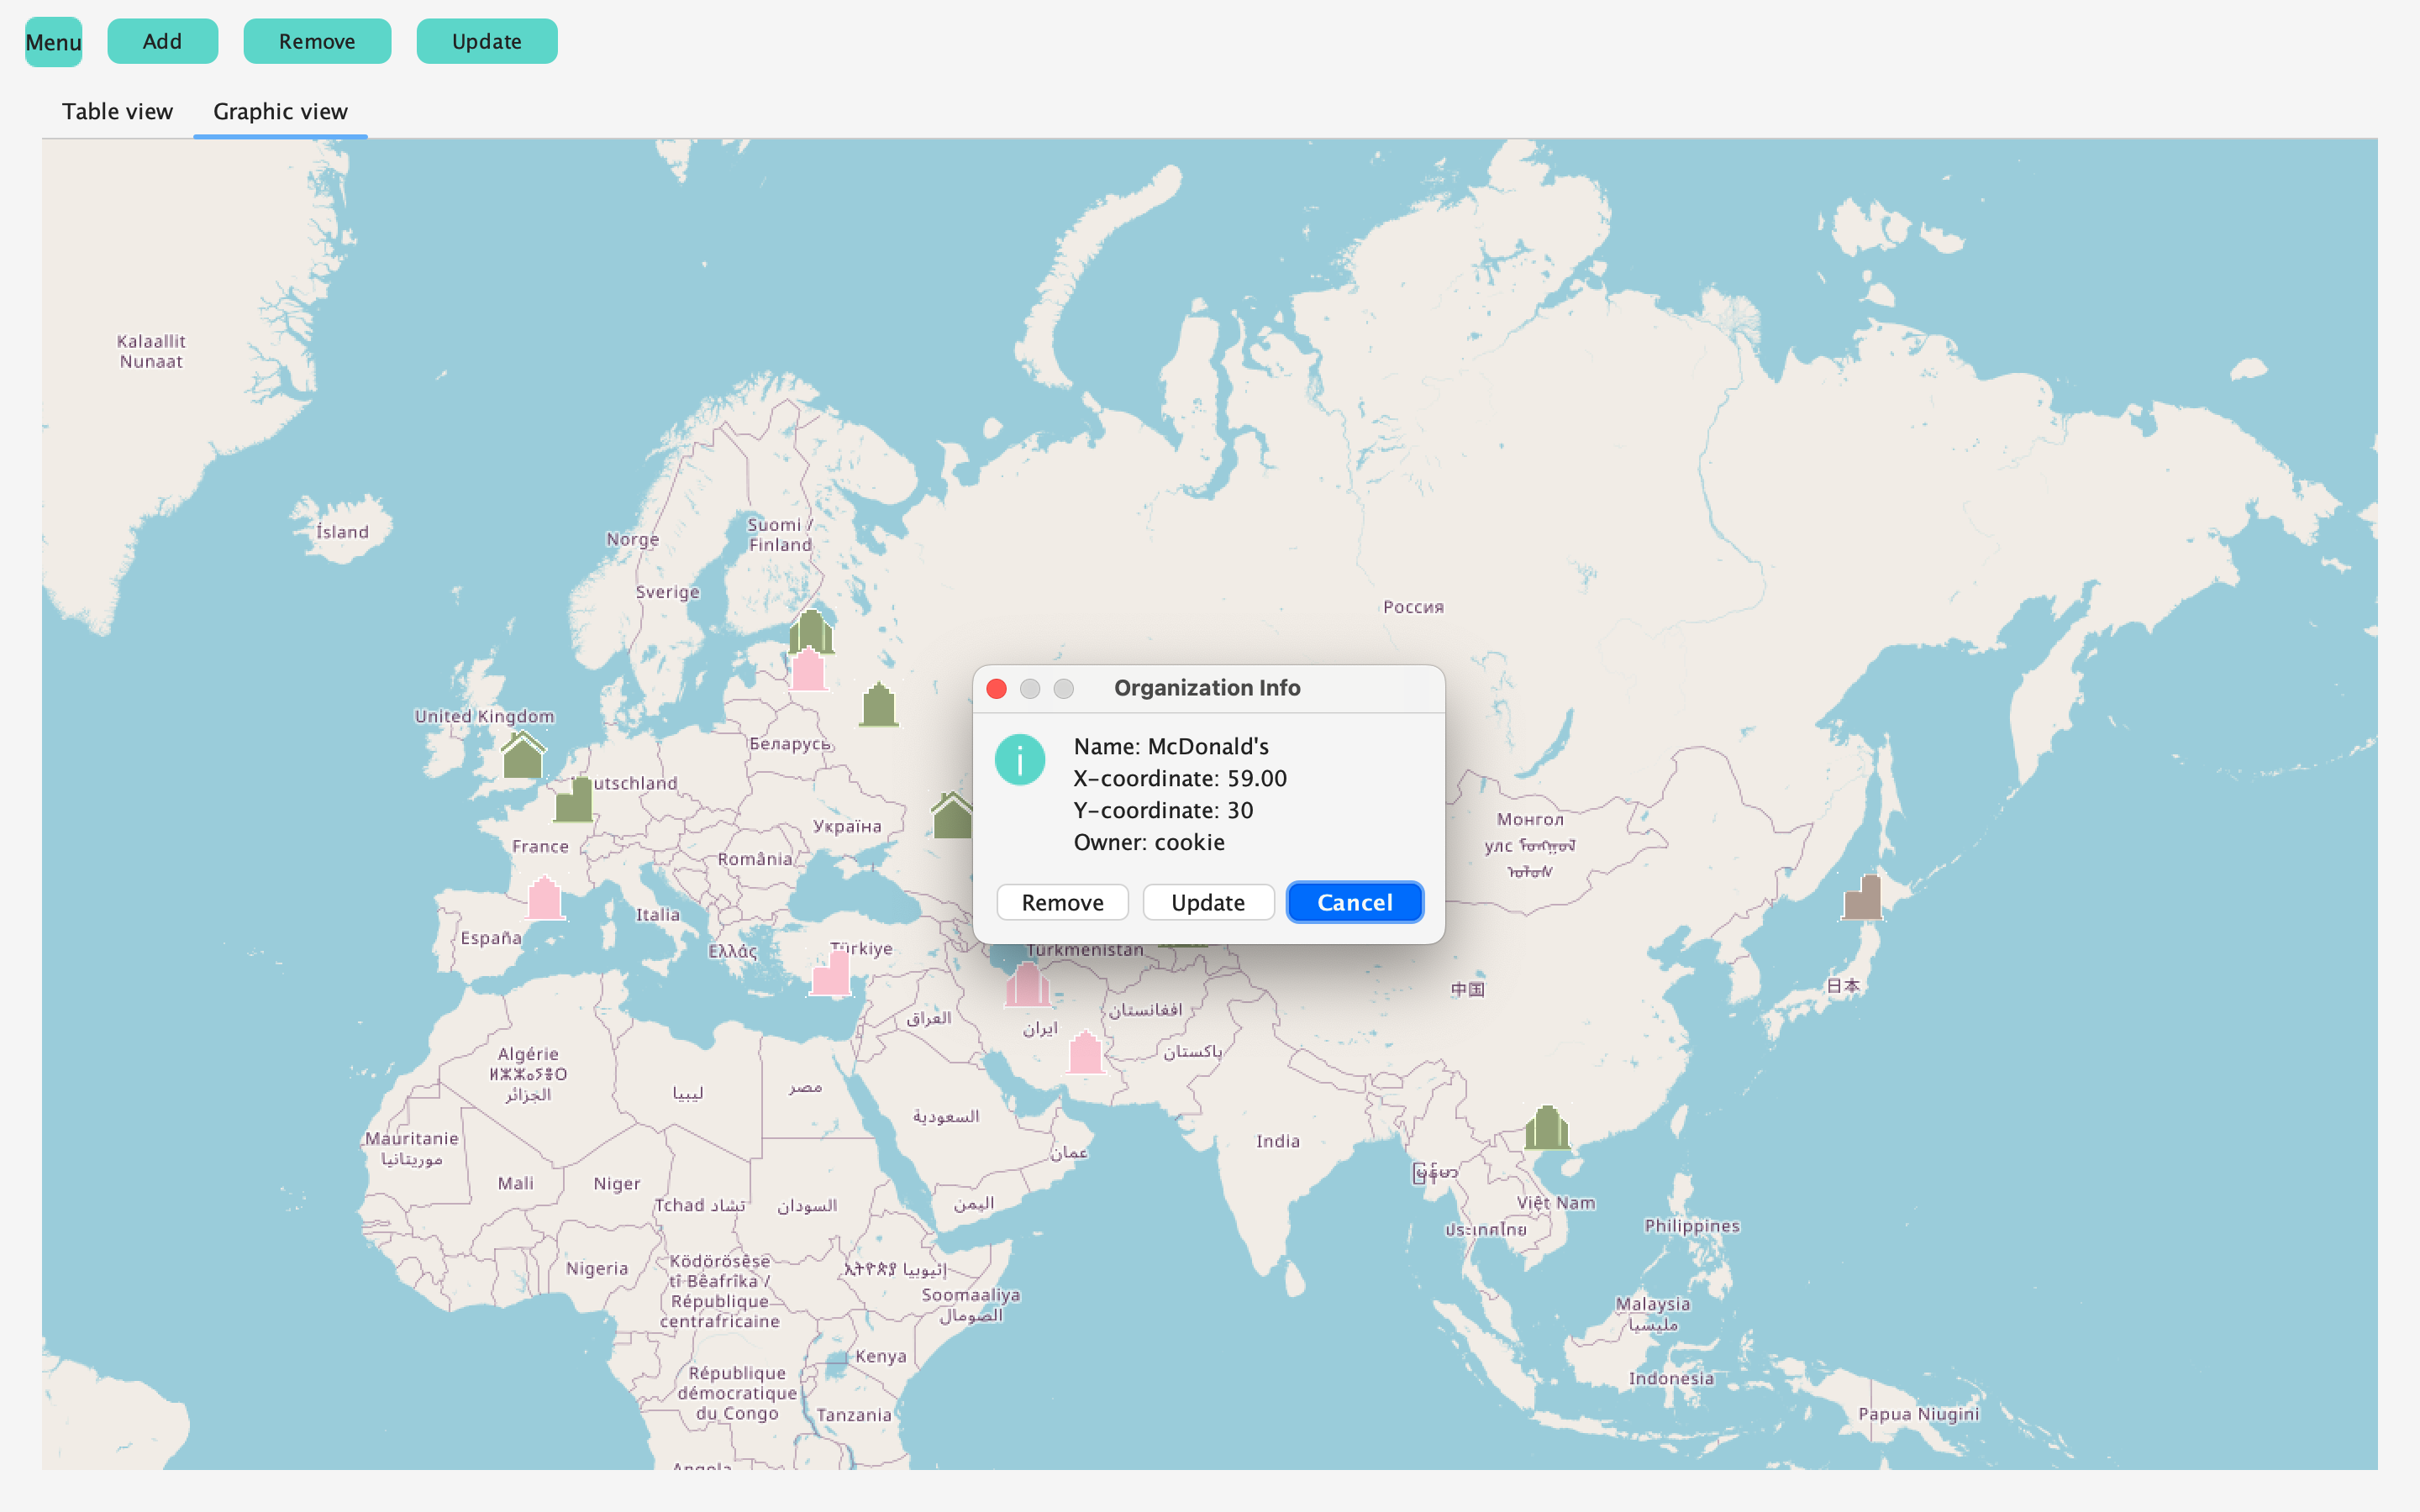 Menu
Add
Remove
Update
Table view
Graphic view
Kalaallit
Nunaat
Ísland
Norge
Suomi /
Finland
Sverige
Россия
United Kingdom
Беларусь
utschland
Україна
France
România
Italia
España
Ελλάς
Türkiye
Türkmenistan
Organization Info
Name: McDonald's
X-coordinate: 59.00
Y-coordinate: 30
Owner: cookie
Remove
Update
Cancel
Монгол
улс
中国
日本
افغانستان
ایران
العراق
پاکستان
Algérie
ⵍⵣⵣⴰⵢⴻⵔ
الجزائر
ليبيا
مصر
السعودية
عمان
India
Mauritanie
موريتانيا
Mali
Niger
Tchad تشاد
السودان
اليمن
မြန်မာ
Việt Nam
ประเทศไทย
Philippines
Nigeria
Ködörösêse
tî Bêafrîka /
République
centrafricaine
ኢትዮጵያ إثيوبيا
Soomaaliya
الصومال
Malaysia
مليسيا
Kenya
République
démocratique
du Congo
Indonesia
Tanzania
Papua Niugini
Angola